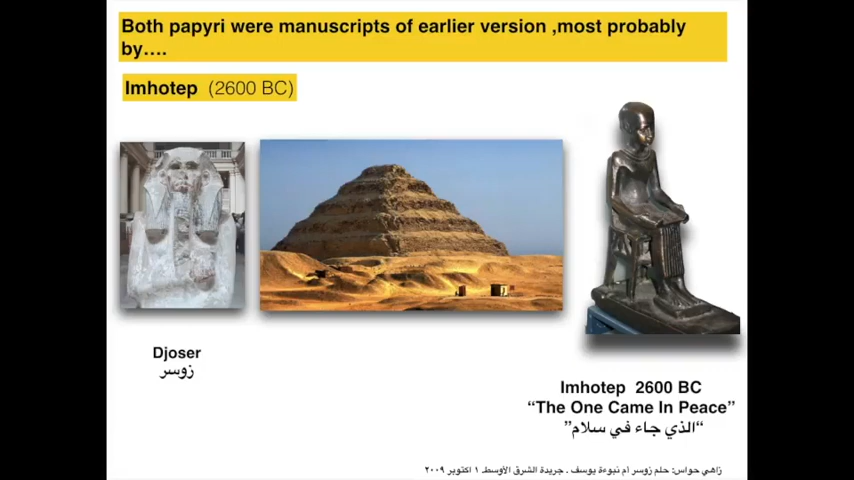 Both papyri were manuscripts of earlier version ,most probably
by….
Imhotep (2600 BC)
Djoser
زوسر
Imhotep 2600 BC
“The One Came In Peace”
“الذي جاء في سلام”
زاهي حواس: حلم زوسر أم نبوءة يوسف . جريدة الشرق الأوسط ١ اكتوبر ٢٠٠٩